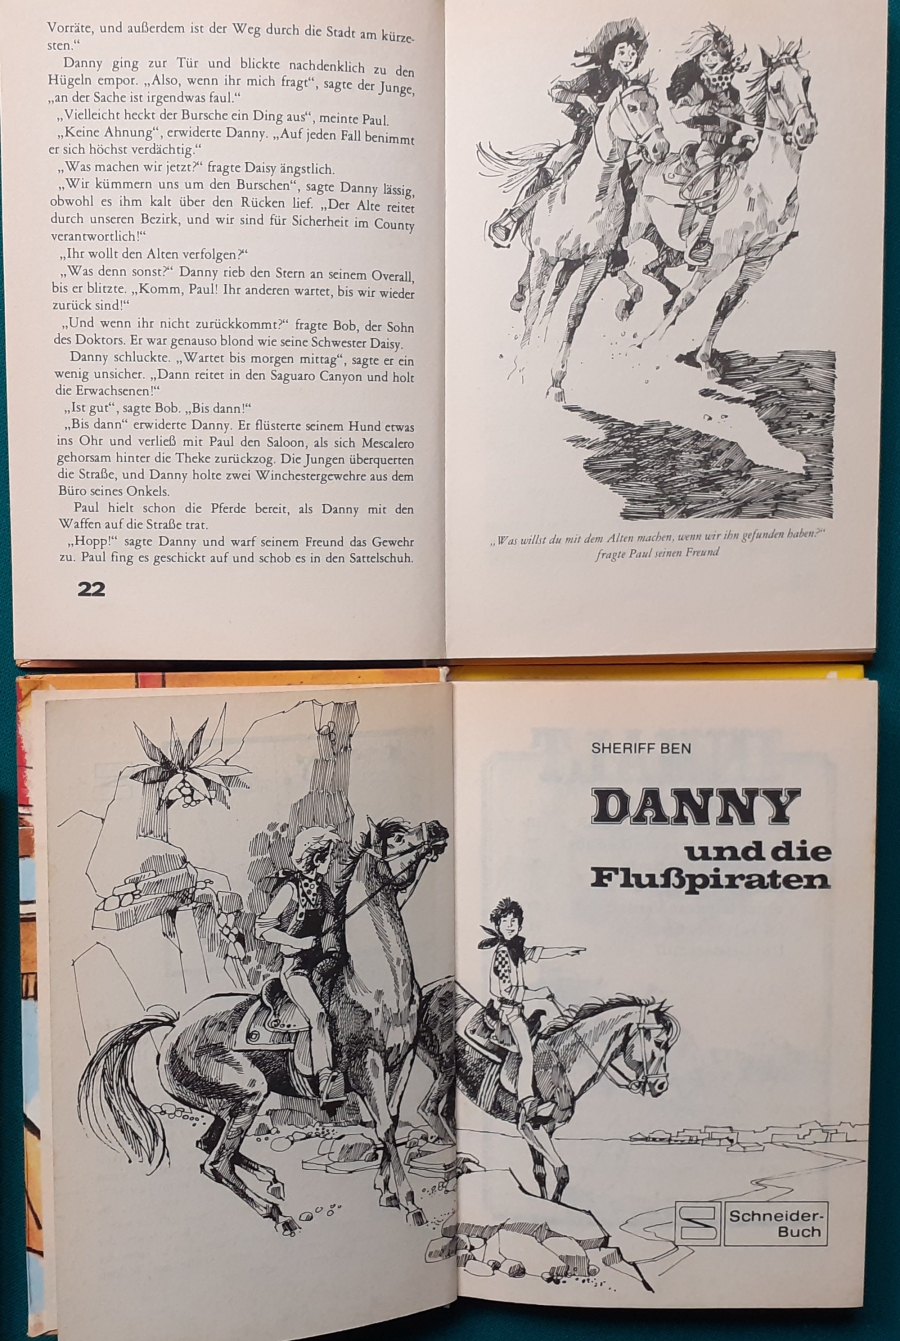 Vorräte, und außerdem ist der Weg durch die Stadt am kürze-
sten.“
Danny ging zur Tür und blickte nachdenklich zu den
Hügeln empor. „Also, wenn ihr mich fragt“, sagte der Junge,
„an der Sache ist irgendwas faul.“
„Vielleicht heckt der Bursche ein Ding aus“, meinte Paul.
„Keine Ahnung“, erwiderte Danny. „Auf jeden Fall benimmt
er sich höchst verdächtig.“
„Was machen wir jetzt?“ fragte Daisy ängstlich.
„Wir kümmern uns um den Burschen“, sagte Danny lässig,
obwohl es ihm kalt über den Rücken lief. „Der Alte reitet
durch unseren Bezirk, und wir sind für Sicherheit im County
verantwortlich!“
„Ihr wollt den Alten verfolgen?“
„Was denn sonst?“ Danny rieb den Stern an seinem Overall,
bis er blitzte. „Komm, Paul! Ihr anderen wartet, bis wir wieder
zurück sind!“
„Und wenn ihr nicht zurückkommt?“ fragte Bob, der Sohn
des Doktors. Er war genauso blond wie seine Schwester Daisy.
Danny schluckte. „Wartet bis morgen mittag“, sagte er ein
wenig unsicher. „Dann reitet in den Saguaro Canyon und holt
die Erwachsenen!“
„Ist gut“, sagte Bob. „Bis dann!“
„Bis dann“ erwiderte Danny. Er flüsterte seinem Hund etwas
ins Ohr und verließ mit Paul den Saloon, als sich Mescalero
gehorsam hinter die Theke zurückzog. Die Jungen überquerten
die Straße, und Danny holte zwei Winchestergewehre aus dem
Büro seines Onkels.
Paul hielt schon die Pferde bereit, als Danny mit den
Waffen auf die Straße trat.
„Hopp!“ sagte Danny und warf seinem Freund das Gewehr
zu. Paul fing es geschickt auf und schob es in den Sattelschuh.
22
„Was willst du mit dem Alten machen, wenn wir ihn gefunden haben?“
fragte Paul seinen Freund
SHERIFF BEN
DANNY
und die
Flußpiraten
Schneider-
Buch